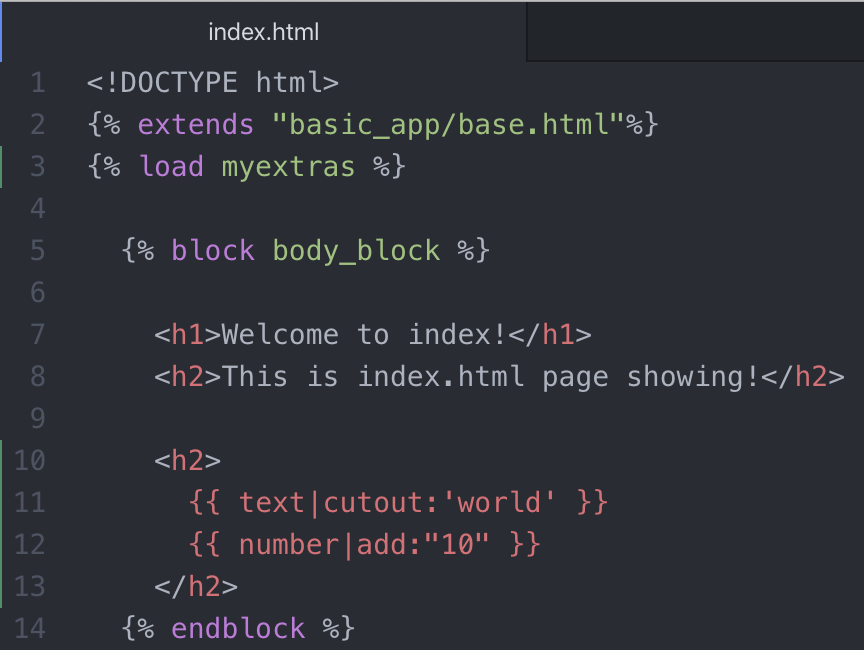 index.html
1 <!DOCTYPE html>
2 {% extends "basic_app/base.html"%}
3 {% load myextras %}
4
5 {% block body_block %}
6
7 <h1>Welcome to index!</h1>
8 <h2>This is index.html page showing!</h2>
9
10 <h2>
11 {{ text|cutout:'world' }}
12 {{ number|add:"10" }}
13 </h2>
14 {% endblock %}